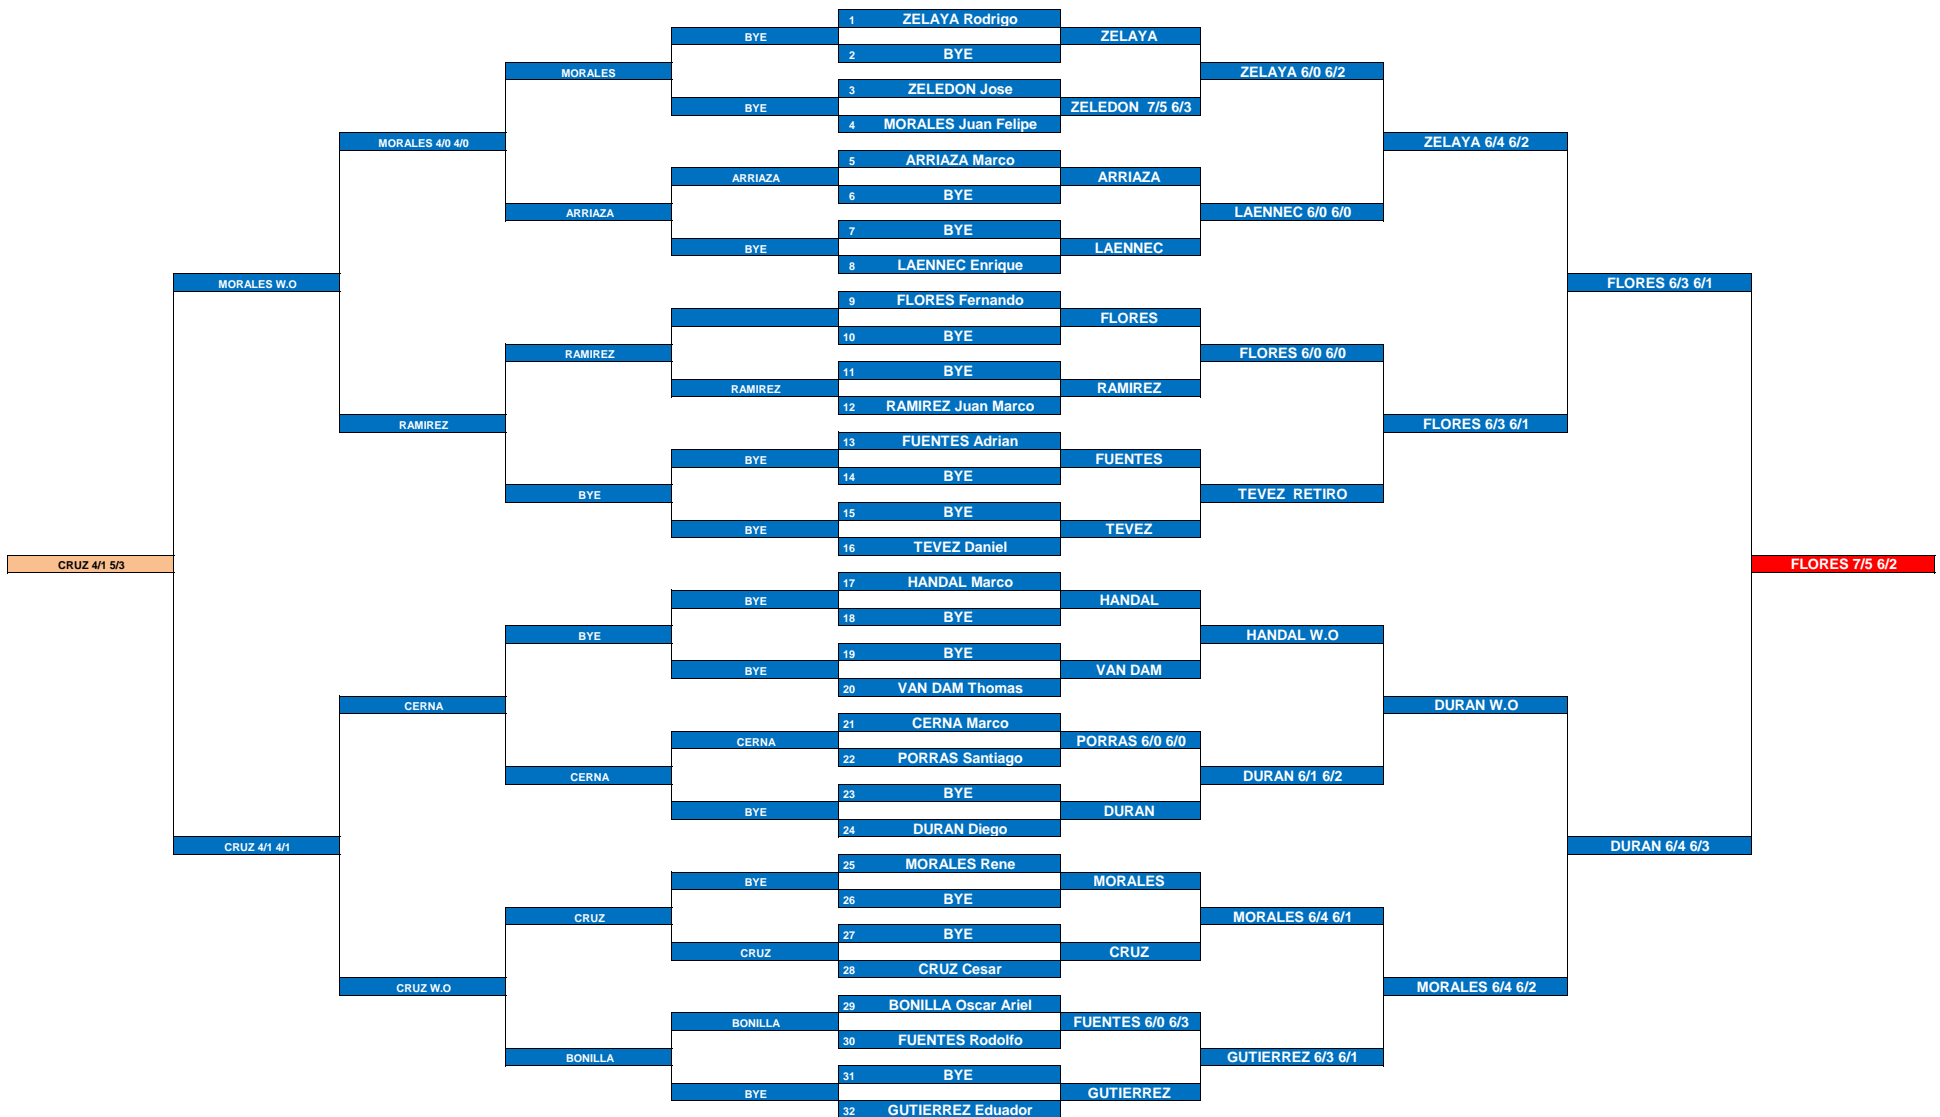 1 ZELAYA Rodrigo
BYE ZELAYA
2 BYE
MORALES ZELAYA 6/0 6/2
3 ZELEDON Jose
BYE ZELEDON 7/5 6/3
4 MORALES Juan Felipe
MORALES 4/0 4/0 ZELAYA 6/4 6/2
5 ARRIAZA Marco
ARRIAZA ARRIAZA
6 BYE
ARRIAZA LAENNEC 6/0 6/0
7 BYE
BYE LAENNEC
8 LAENNEC Enrique
MORALES W.O FLORES 6/3 6/1
9 FLORES Fernando
FLORES
10 BYE
RAMIREZ FLORES 6/0 6/0
11 BYE
RAMIREZ RAMIREZ
12 RAMIREZ Juan Marco
RAMIREZ FLORES 6/3 6/1
13 FUENTES Adrian
BYE FUENTES
14 BYE
BYE TEVEZ RETIRO
15 BYE
BYE TEVEZ
16 TEVEZ Daniel
CRUZ 4/1 5/3 FLORES 7/5 6/2
17 HANDAL Marco
BYE HANDAL
18 BYE
BYE HANDAL W.O
19 BYE
BYE VAN DAM
20 VAN DAM Thomas
CERNA DURAN W.O
21 CERNA Marco
CERNA PORRAS 6/0 6/0
22 PORRAS Santiago
CERNA DURAN 6/1 6/2
23 BYE
BYE DURAN
24 DURAN Diego
CRUZ 4/1 4/1 DURAN 6/4 6/3
25 MORALES Rene
BYE MORALES
26 BYE
CRUZ MORALES 6/4 6/1
27 BYE
CRUZ CRUZ
28 CRUZ Cesar
CRUZ W.O MORALES 6/4 6/2
29 BONILLA Oscar Ariel
BONILLA FUENTES 6/0 6/3
30 FUENTES Rodolfo
BONILLA GUTIERREZ 6/3 6/1
31 BYE
BYE GUTIERREZ
32 GUTIERREZ Eduador